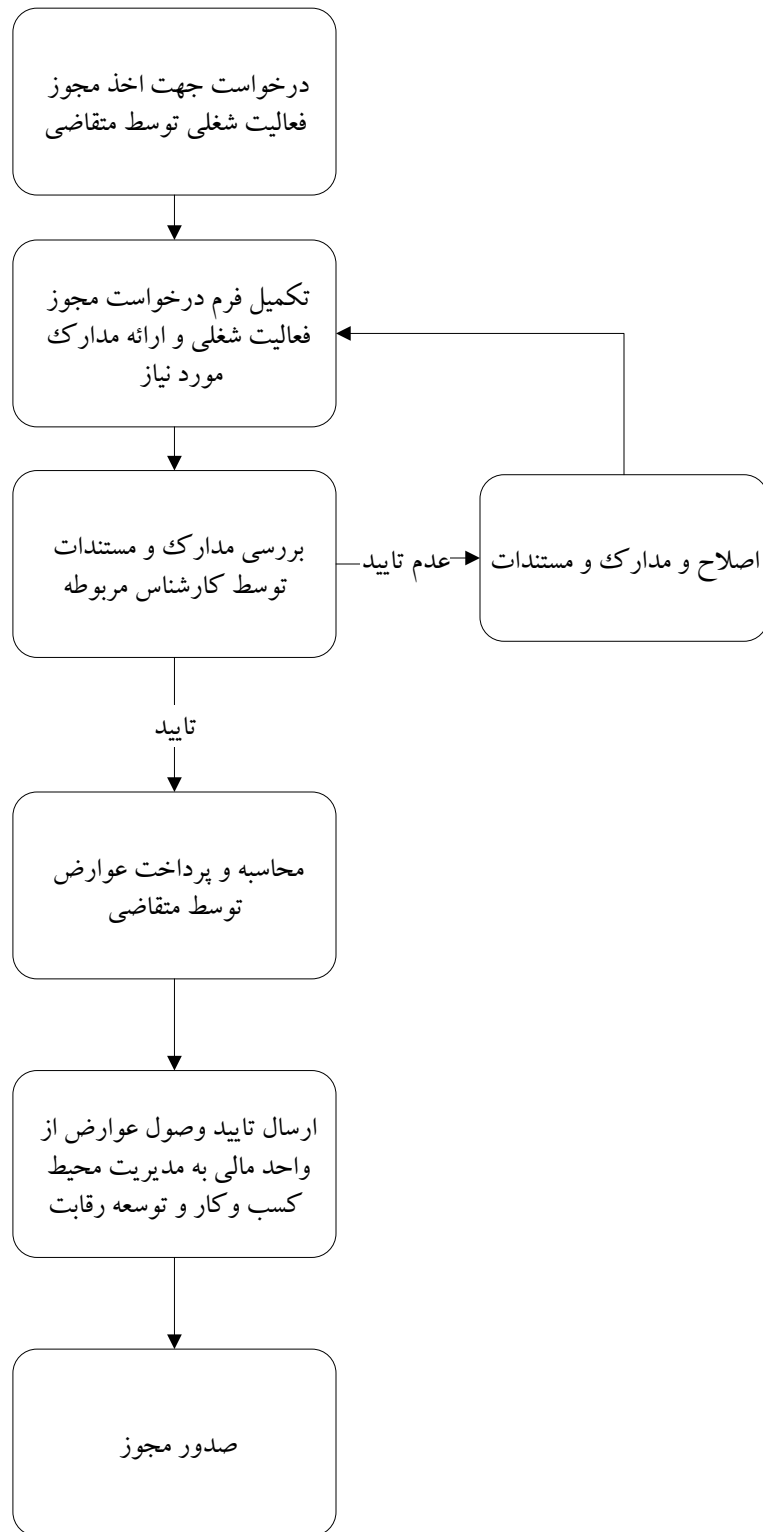 درخواست جهت اخذ مجوز
فعالیت شغلی توسط متقاضی
تکمیل فرم درخواست مجوز
فعالیت شغلی و ارائه مدارک
مورد نیاز
بررسی مدارک و مستندات
توسط کارشناس مربوطه
عدم تایید
اصلاح و مدارک و مستندات
تایید
محاسبه و پرداخت عوارض
توسط متقاضی
ارسال تایید وصول عوارض از
واحد مالی به مدیریت محیط
کسب وکار و توسعه رقابت
صدور مجوز